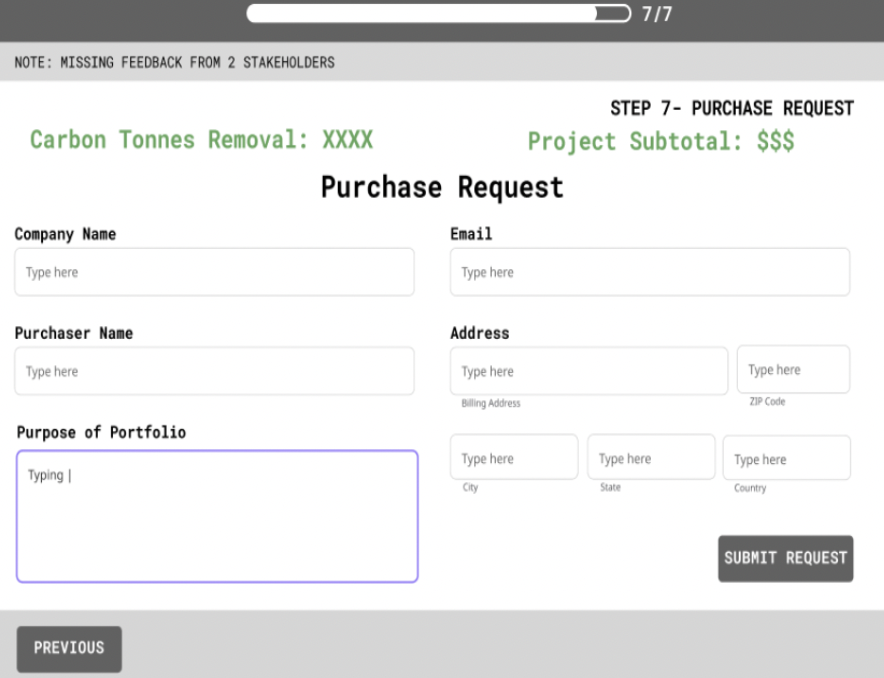 7/7
NOTE: MISSING FEEDBACK FROM 2 STAKEHOLDERS
STEP 7- PURCHASE REQUEST
Carbon Tonnes Removal: XXXX
Project Subtotal: $$$
Purchase Request
Company Name
Type here
Email
Type here
Purchaser Name
Type here
Address
Type here
Billing Address
Type here
ZIP Code
Purpose of Portfolio
Typing |
Type here
City
Type here
State
Type here
Country
SUBMIT REQUEST
PREVIOUS